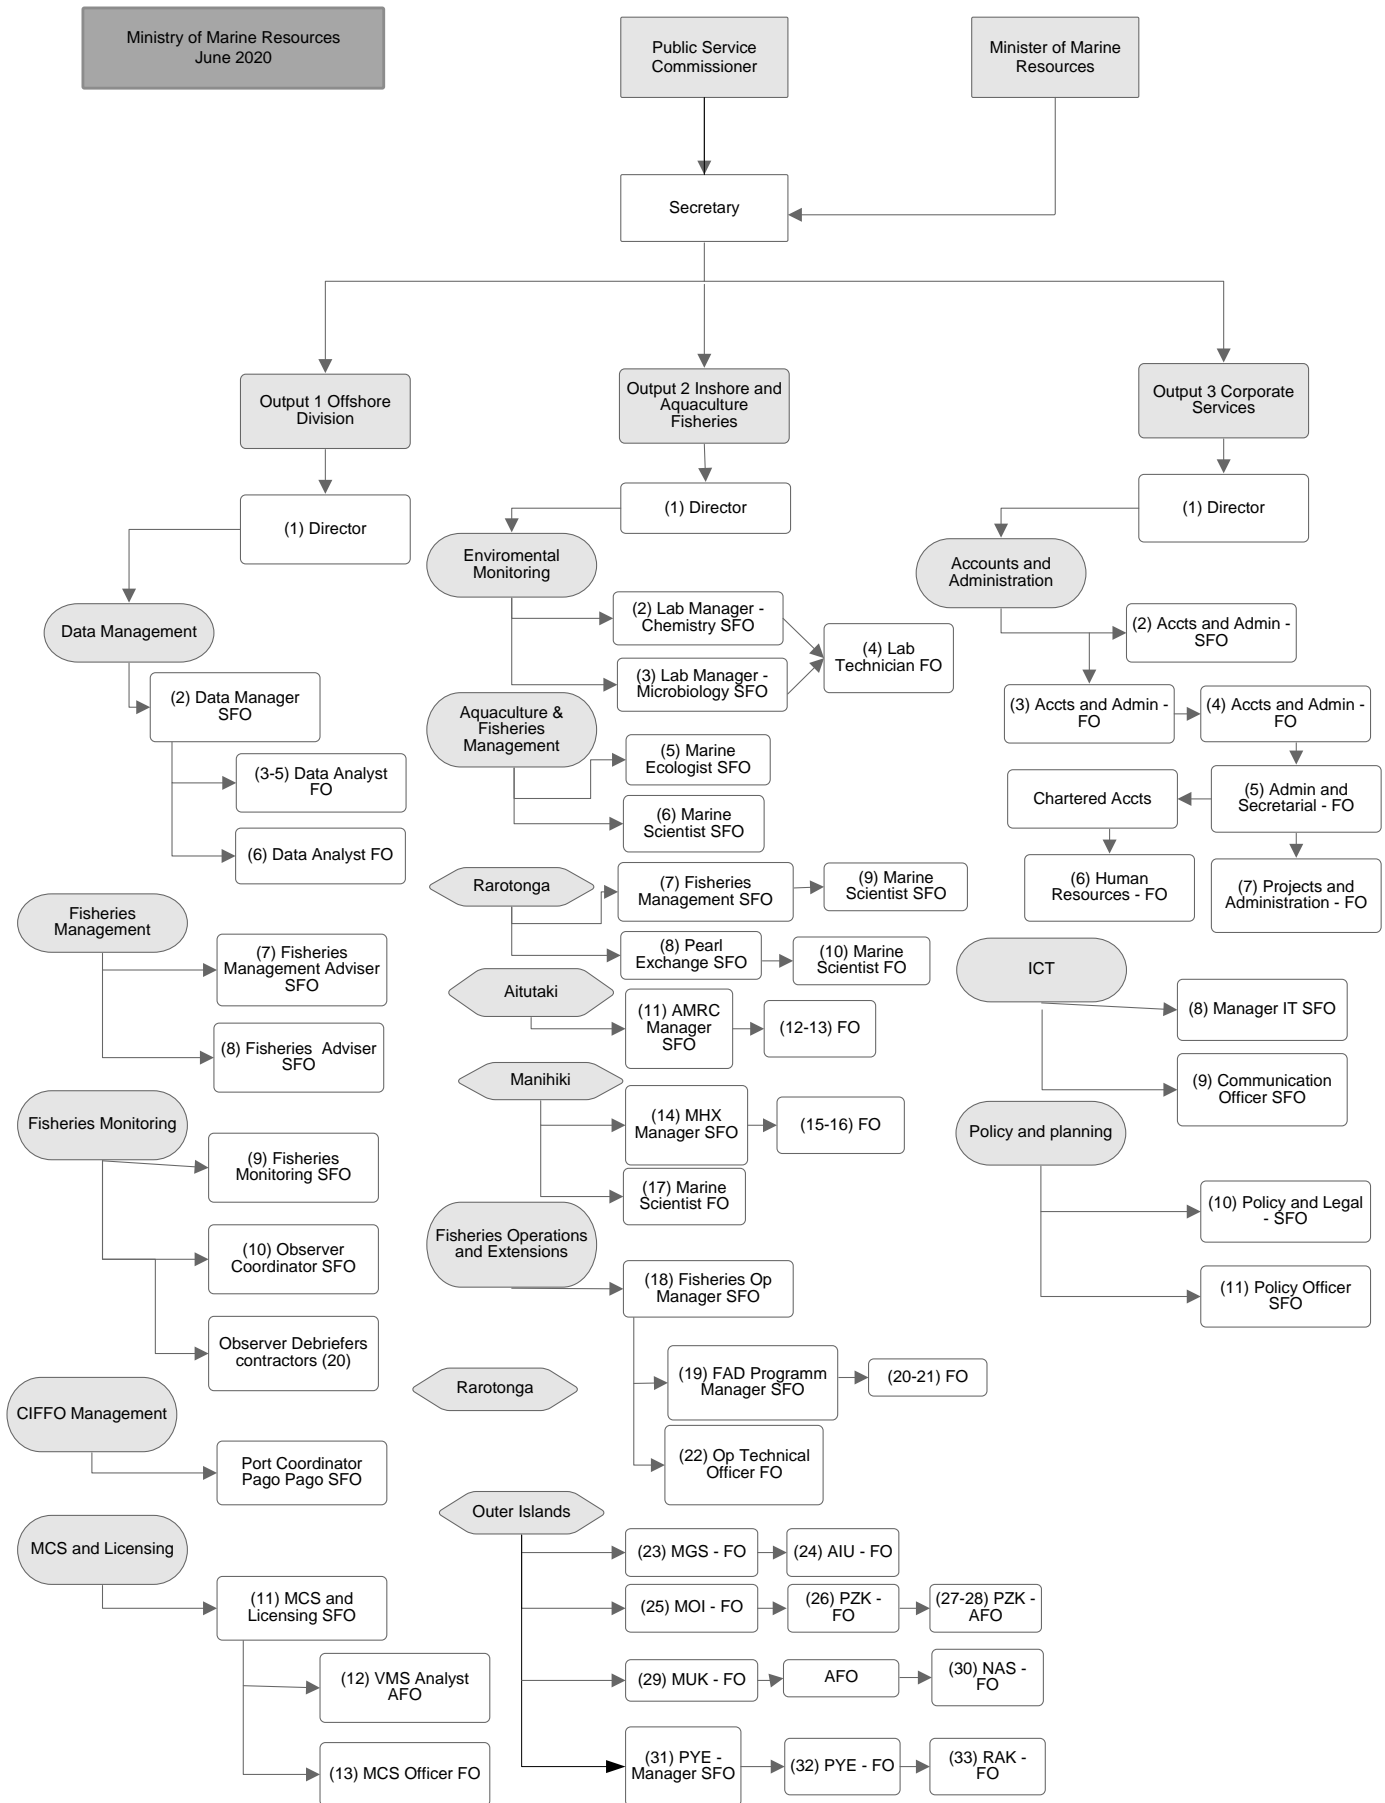 Ministry of Marine Resources
June 2020
Public Service
Commissioner
Minister of Marine
Resources
Secretary
Output 1 Offshore
Division
(1) Director
Data Management
(2) Data Manager
SFO
(3-5) Data Analyst
FO
(6) Data Analyst FO
Fisheries
Management
(7) Fisheries
Management Adviser
SFO
(8) Fisheries  Adviser
SFO
Fisheries Monitoring
(9) Fisheries
Monitoring SFO
(10) Observer
Coordinator SFO
Observer Debriefers
contractors (20)
CIFFO Management
Port Coordinator
Pago Pago SFO
MCS and Licensing
(11) MCS and
Licensing SFO
(12) VMS Analyst
AFO
(13) MCS Officer FO
Output 2 Inshore and
Aquaculture
Fisheries
(1) Director
Enviromental
Monitoring
(2) Lab Manager -
Chemistry SFO
(3) Lab Manager -
Microbiology SFO
(4) Lab
Technician FO
Aquaculture &
Fisheries
Management
(5) Marine
Ecologist SFO
(6) Marine
Scientist SFO
Rarotonga
(7) Fisheries
Management SFO
(9) Marine
Scientist SFO
(8) Pearl
Exchange SFO
(10) Marine
Scientist FO
Aitutaki
(11) AMRC
Manager
SFO
(12-13) FO
Manihiki
(14) MHX
Manager SFO
(15-16) FO
(17) Marine
Scientist FO
Fisheries Operations
and Extensions
(18) Fisheries Op
Manager SFO
Rarotonga
(19) FAD Programm
Manager SFO
(20-21) FO
(22) Op Technical
Officer FO
Outer Islands
(23) MGS - FO
(24) AIU - FO
(25) MOI - FO
(26) PZK -
FO
(27-28) PZK -
AFO
(29) MUK - FO
AFO
(30) NAS -
FO
(31) PYE -
Manager SFO
(32) PYE - FO
(33) RAK -
FO
Output 3 Corporate
Services
(1) Director
Accounts and
Administration
(2) Accts and Admin -
SFO
(3) Accts and Admin -
FO
(4) Accts and Admin -
FO
Chartered Accts
(5) Admin and
Secretarial - FO
(6) Human
Resources - FO
(7) Projects and
Administration - FO
ICT
(8) Manager IT SFO
(9) Communication
Officer SFO
Policy and planning
(10) Policy and Legal
- SFO
(11) Policy Officer
SFO